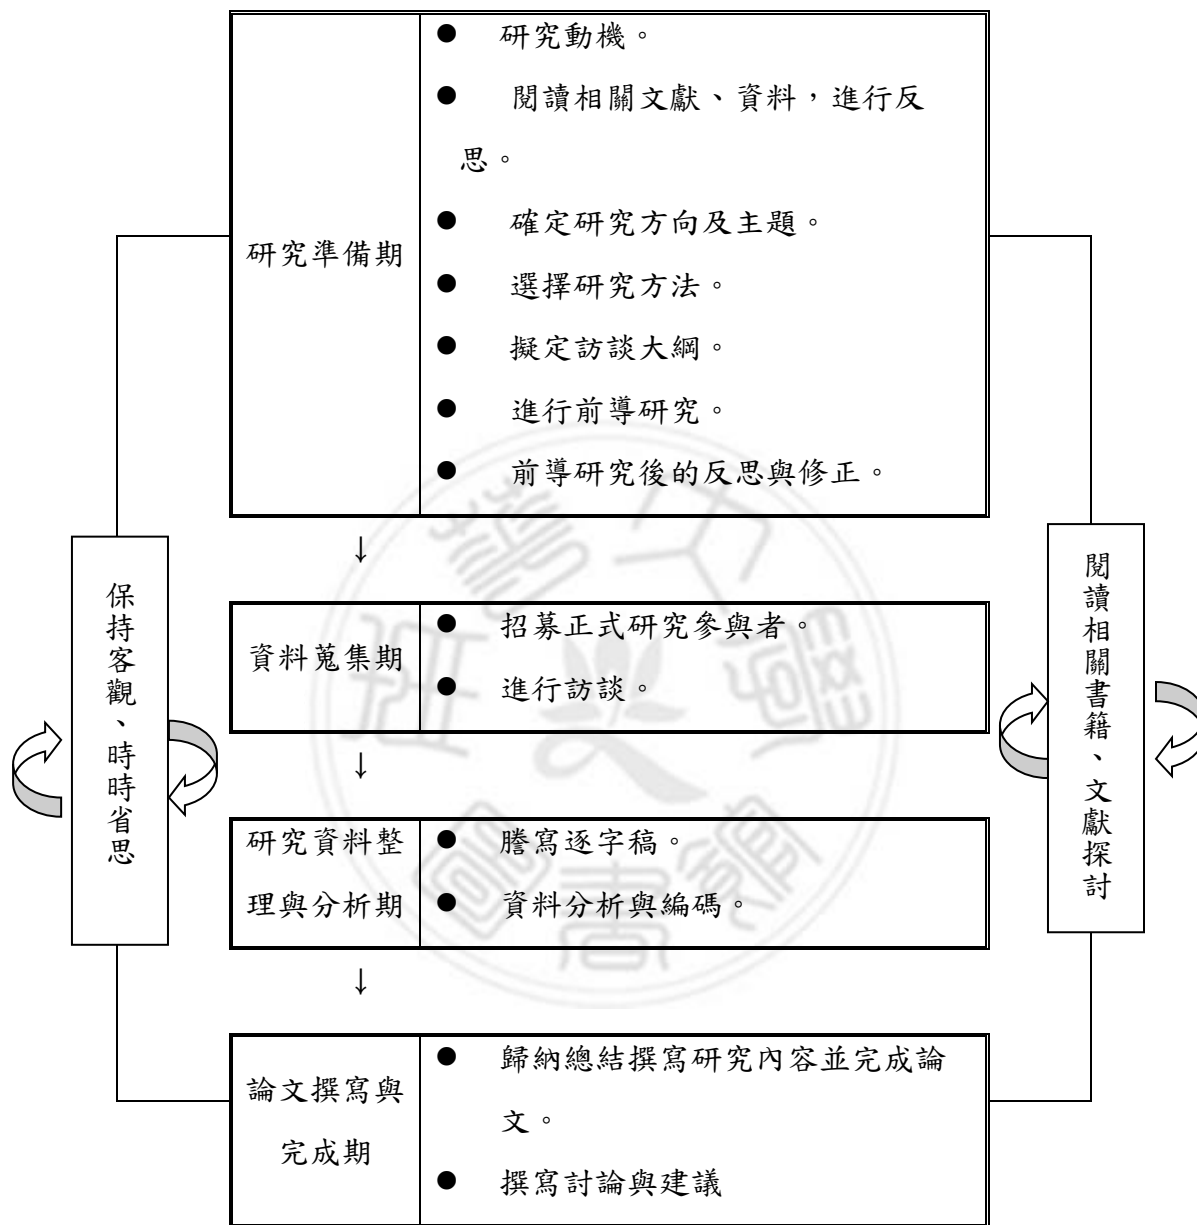 研究準備期
● 研究動機。
● 閱讀相關文獻、資料,進行反
思。
● 確定研究方向及主題。
● 選擇研究方法。
● 擬定訪談大綱。
● 進行前導研究。
● 前導研究後的反思與修正。
↓
資料蒐集期
● 招募正式研究參與者。
● 進行訪談。
↓
研究資料整
理與分析期
● 謄寫逐字稿。
● 資料分析與編碼。
↓
論文撰寫與
完成期
● 歸納總結撰寫研究內容並完成論
文。
● 撰寫討論與建議
保持客觀、時時省思
閱讀相關書籍、文獻探討